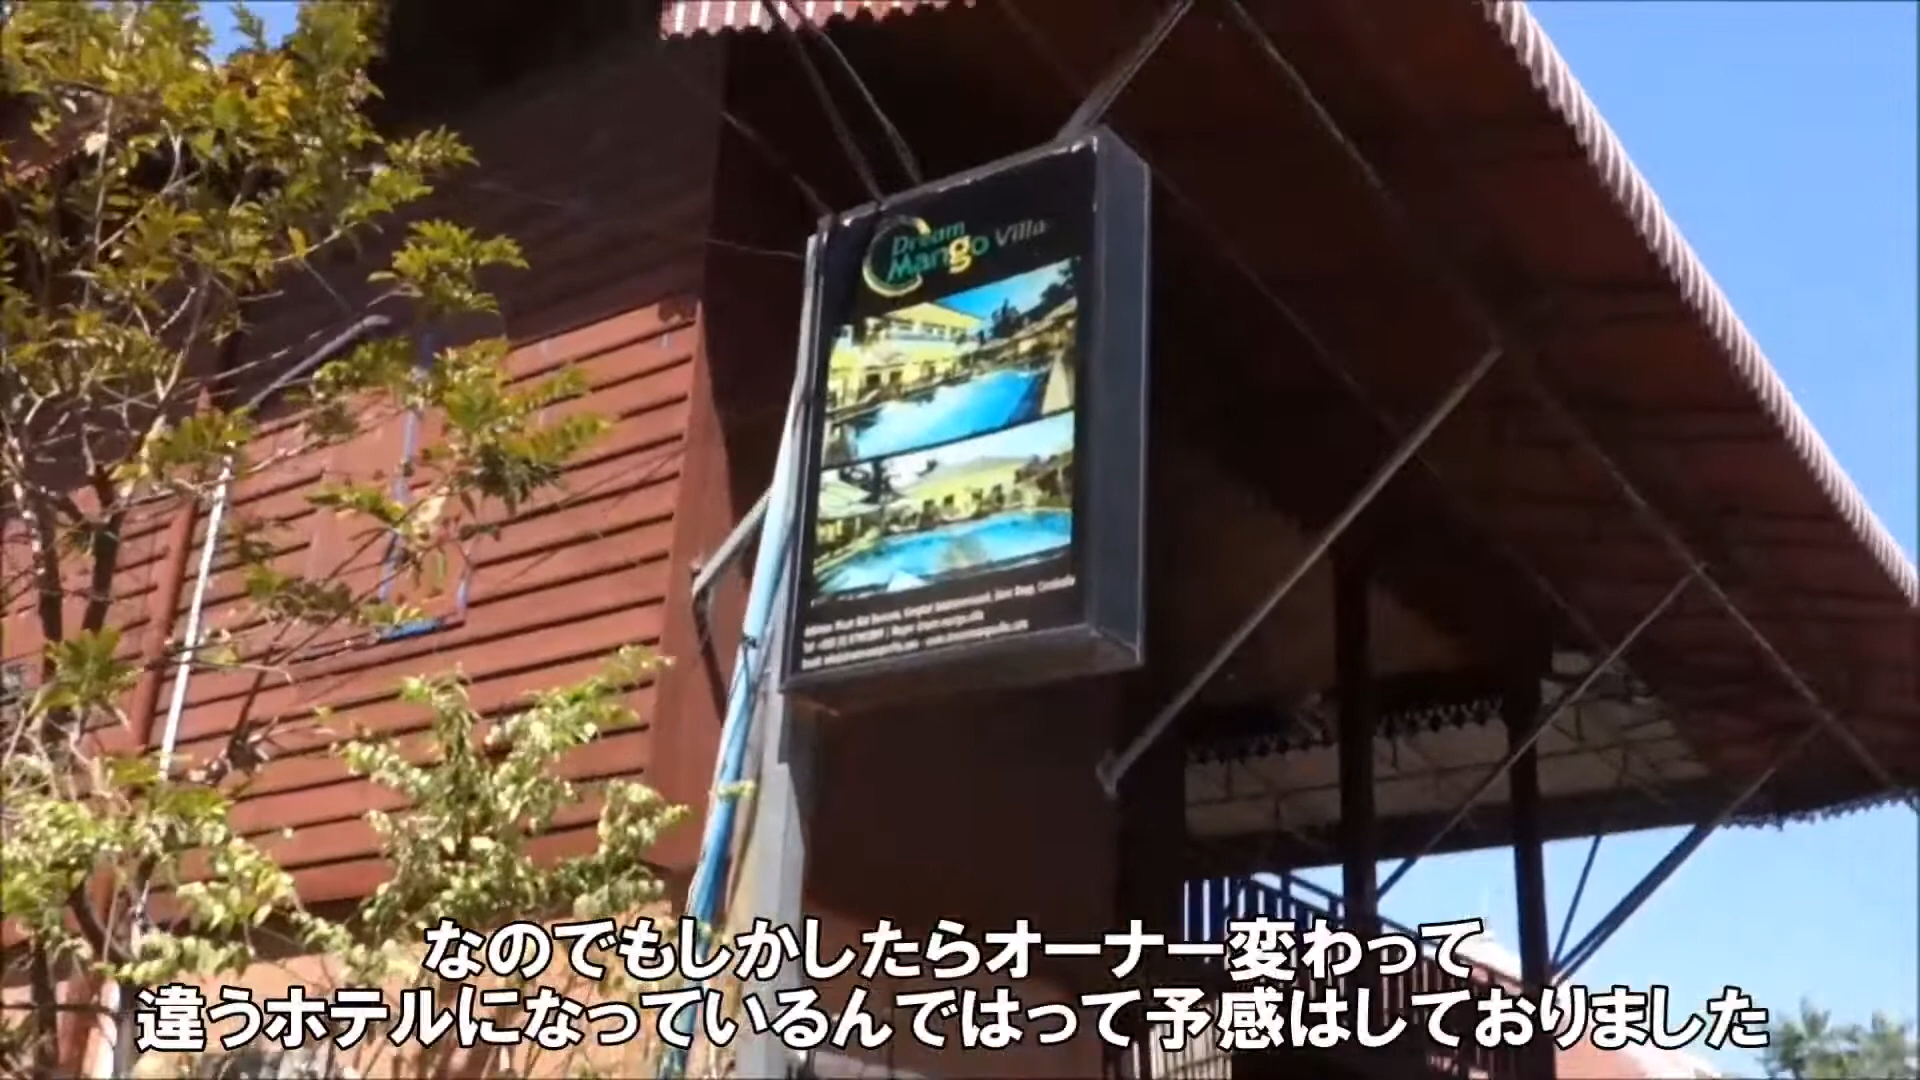 Dream
Mango Villa
なのでもしかしたらオーナー変わって
違うホテルになっているんではって予感はしておりました